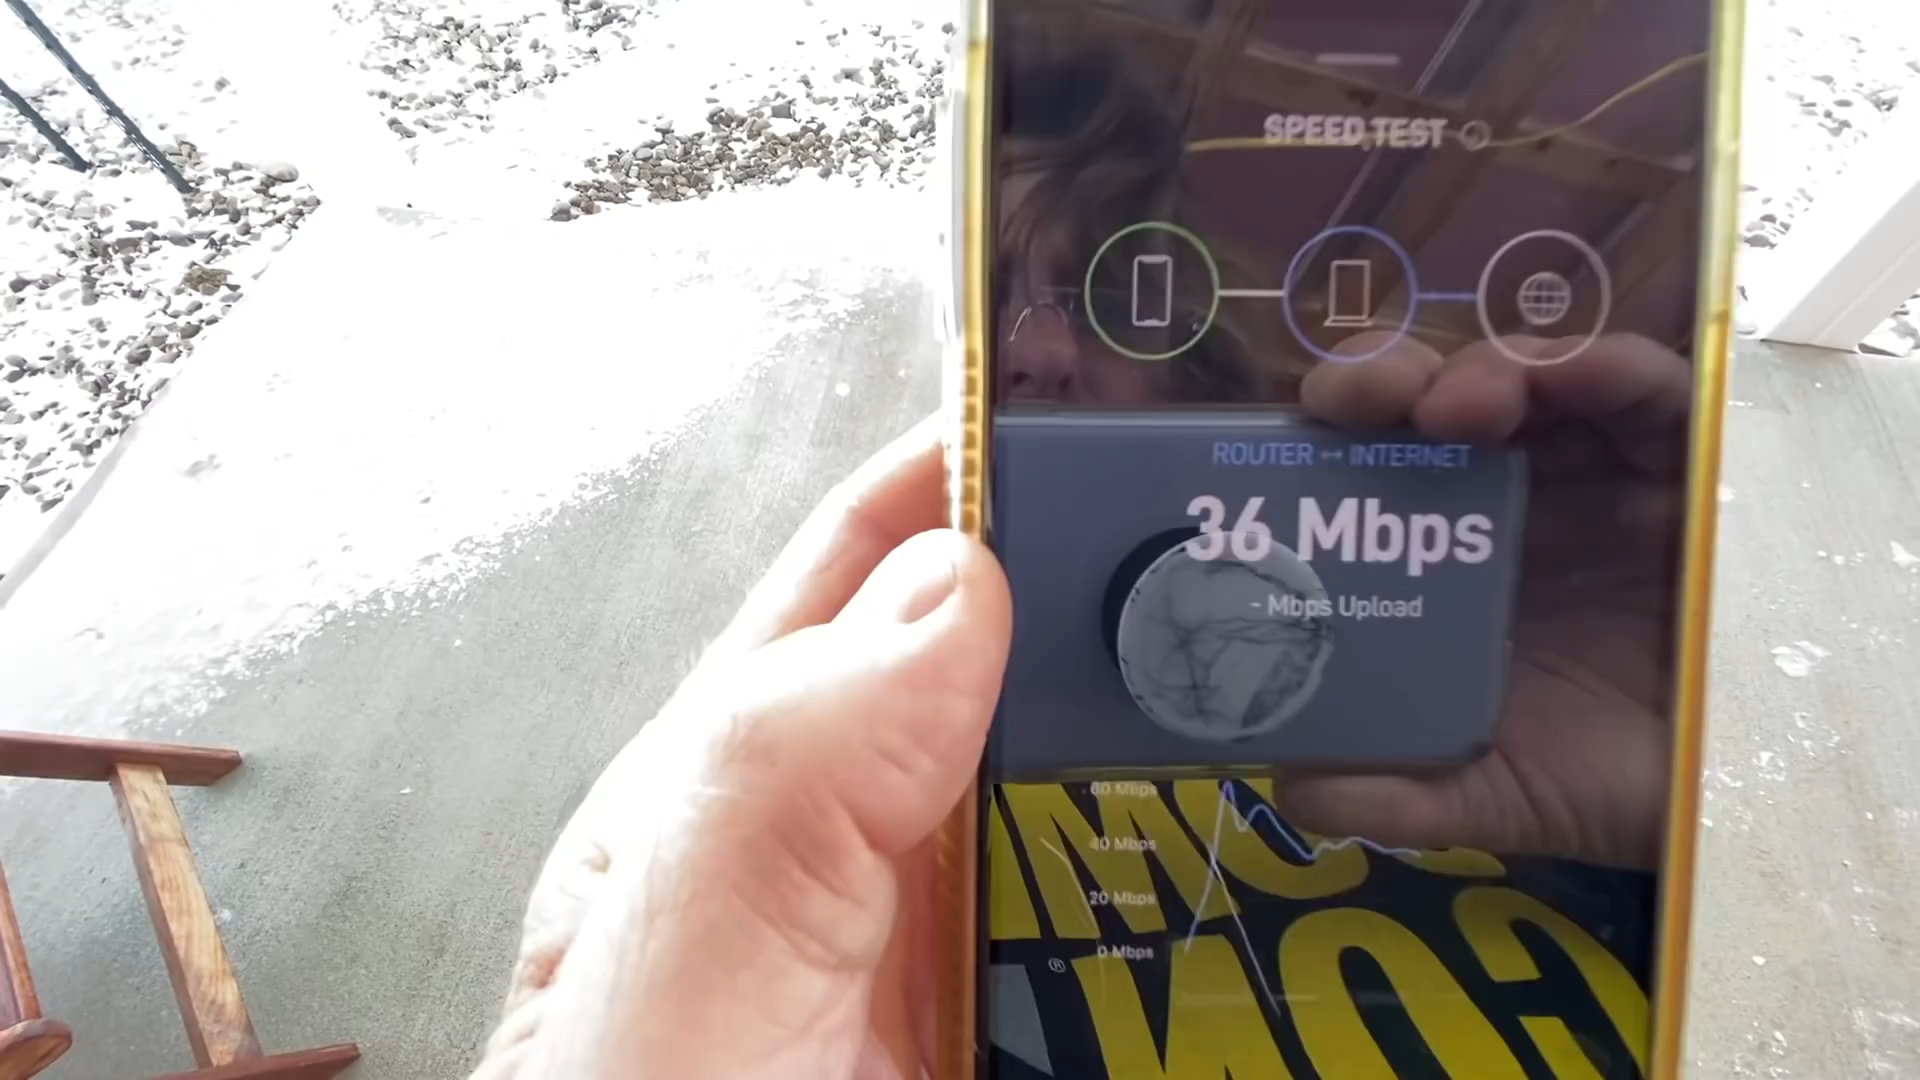 SPEED TEST
ROUTER ↔ INTERNET
36 Mbps
- Mbps Upload
60 Mbps
40 Mbps
20 Mbps
0 Mbps
®